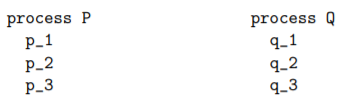 process P    process Q
p_1    q_1
p_2    q_2
p_3    q_3